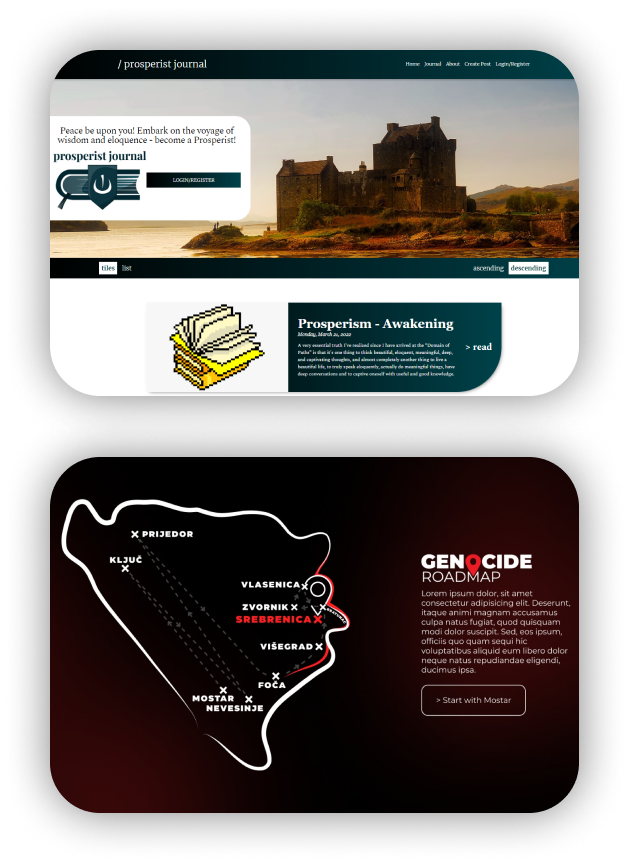 / prosperist journal
Home Journal About Create Post Login/Register
Peace be upon you! Embark on the voyage of
wisdom and eloquence - become a Prosperist!
prosperist journal
LOGIN/REGISTER
tiles list
ascending descending
Prosperism - Awakening
Monday, March 21, 2022
A very essential truth I've realized since I have arrived at the "Domain of
Paths" is that it's one thing to think beautiful, eloquent, meaningful, deep,
and captivating thoughts, and almost completely another thing to live a
beautiful life, to truly speak eloquently, actually do meaningful things, have
deep conversations and to captive oneself with useful and good knowledge.
> read
PRIJEDOR
KLJUČ
VLASENICA
ZVORNIK
SREBRENICA
VIŠEGRAD
FOČA
MOSTAR
NEVESINJE
GENOCIDE
ROADMAP
Lorem ipsum dolor, sit amet
consectetur adipisicing elit. Deserunt,
itaque animi magnam accusamus
culpa natus fugiat, quod quisquam
modi dolor suscipit. Sed, eos ipsum,
officiis quo quam sequi hic
voluptatibus aliquid eum libero dolor
neque natus repudiandae eligendi,
ducimus ipsa.
> Start with Mostar